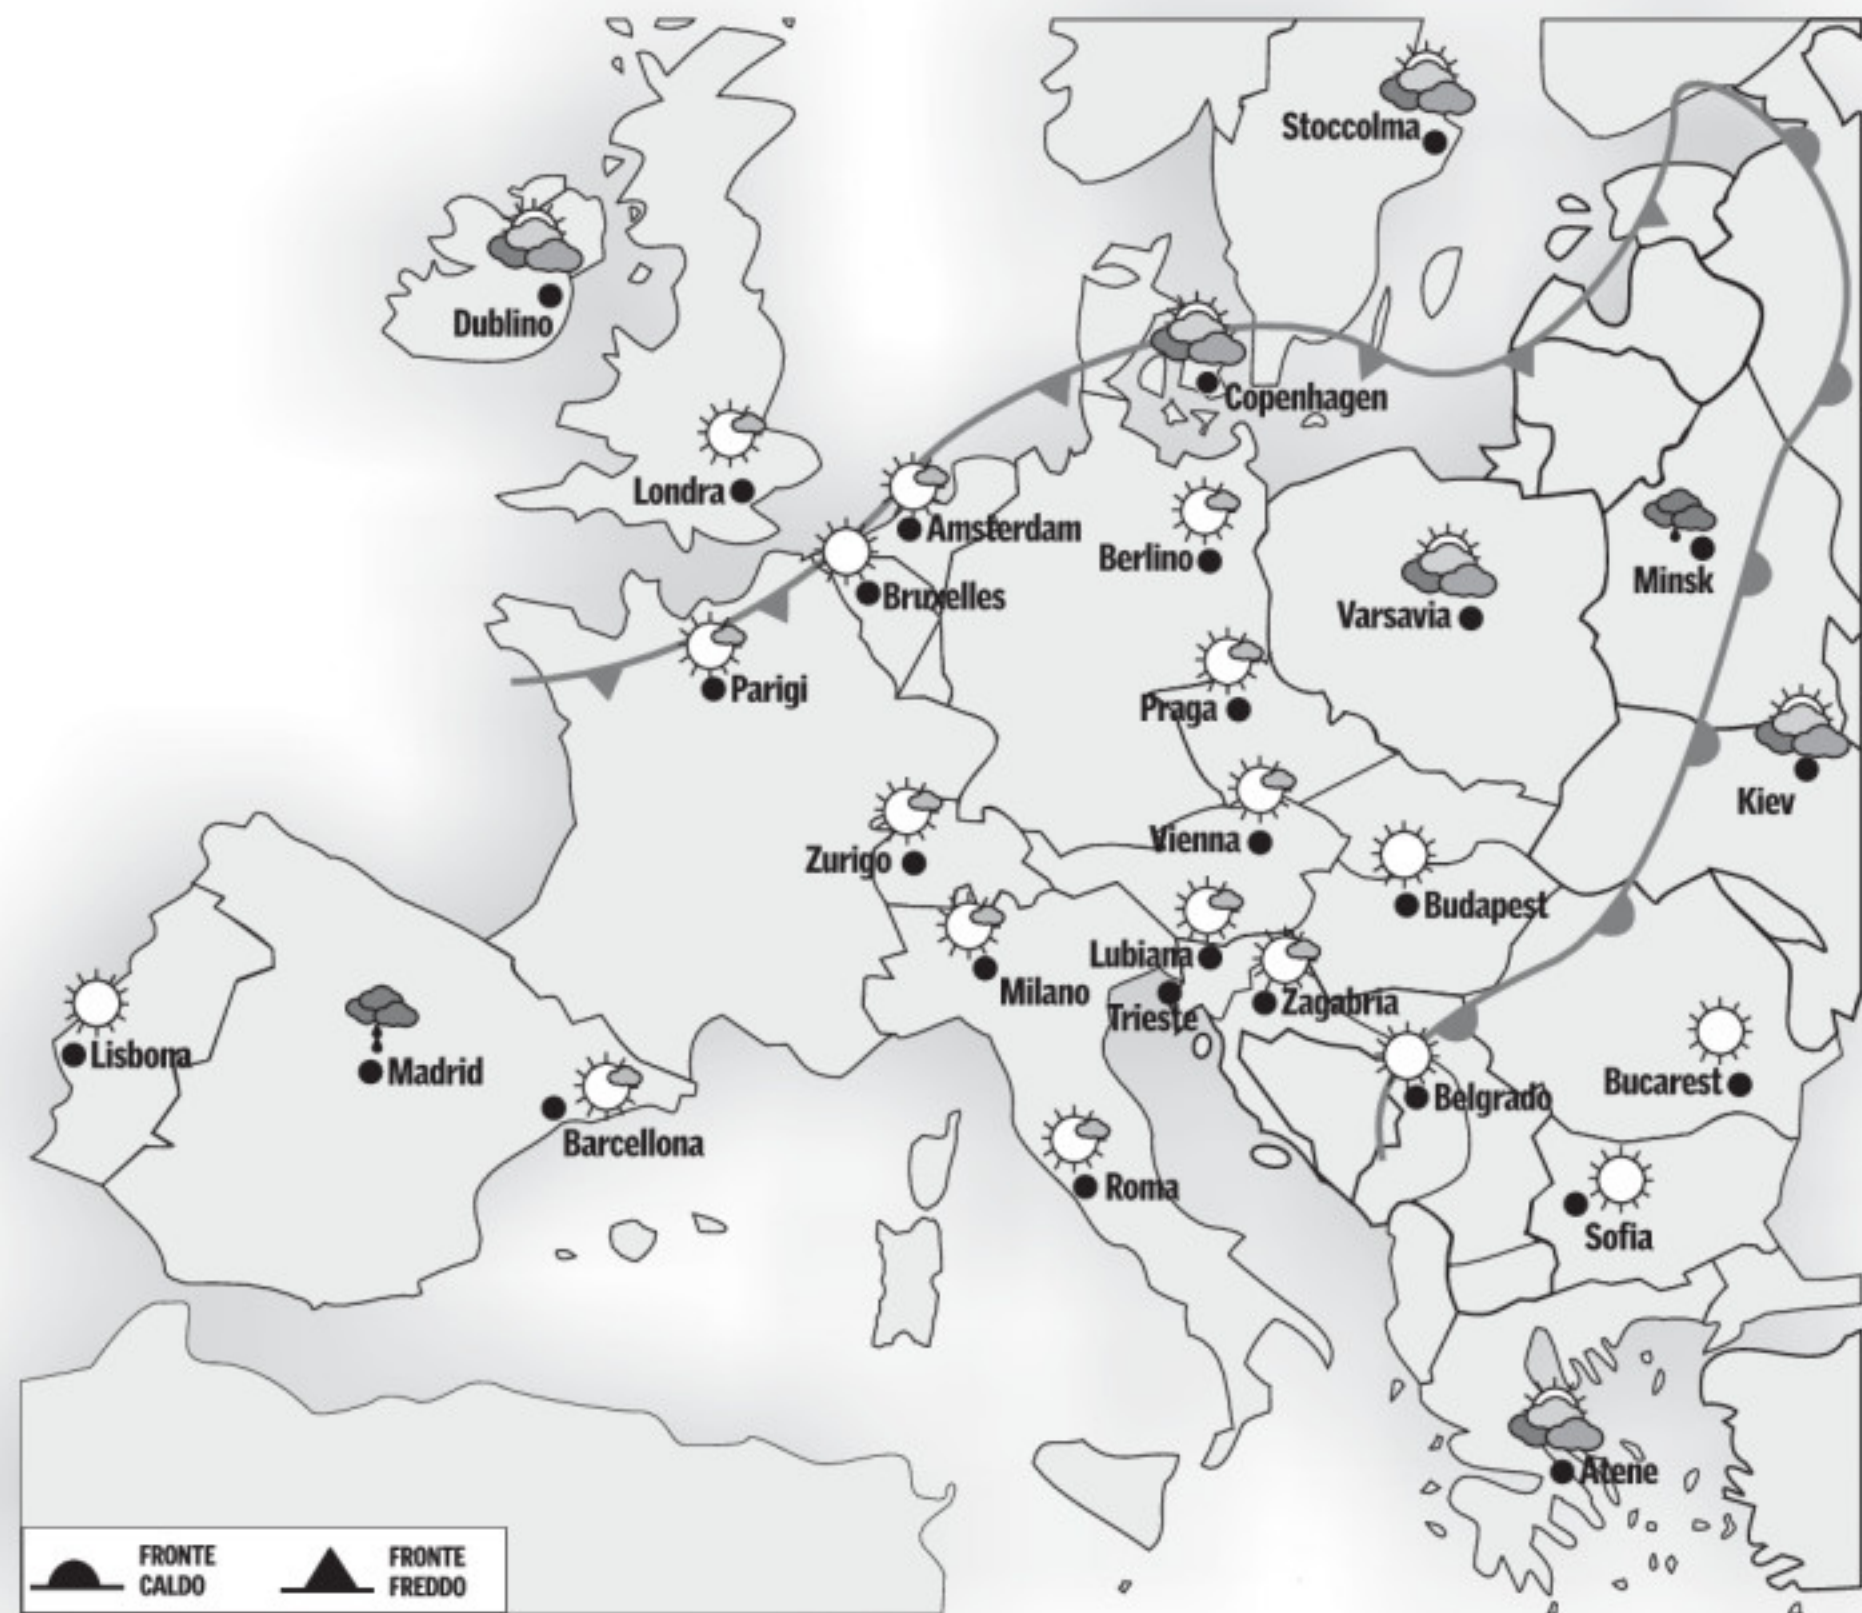 Stoccolma
Dublino
Copenhagen
Londra
Amsterdam
Berlino
Minsk
Bruxelles
Varsavia
Parigi
Praga
Kiev
Vienna
Zurigo
Budapest
Lubiana
Milano
Zagabria
Trieste
Lisbona
Madrid
Bucarest
Belgrado
Barcellona
Roma
Sofia
Atene
FRONTE
CALDO
FRONTE
FREDDO